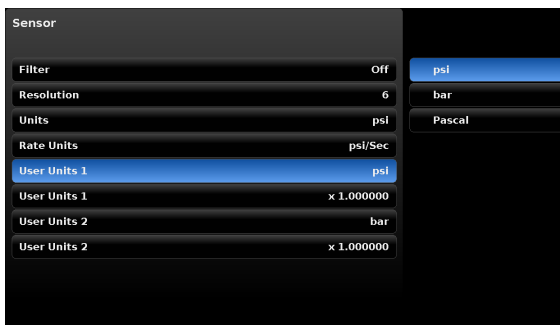 Sensor
Filter Off
Resolution 6
Units psi
Rate Units psi/Sec
User Units 1 psi
User Units 1 x 1.000000
User Units 2 bar
User Units 2 x 1.000000
psi
bar
Pascal